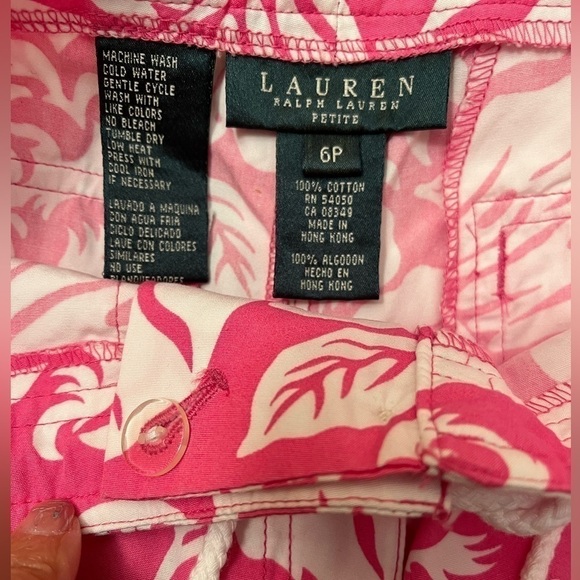 MACHINE WASH
COLD WATER
GENTLE CYCLE
WASH WITH
LIKE COLORS
NO BLEACH
TUMBLE DRY
LOW HEAT
PRESS WITH
COOL IRON
IF NECESSARY
LAVADO A MAQUINA
CON AGUA FRIA
CICLO DELICADO
LAVE CON COLORES
SIMILARES
NO USE
BLANQUEADORES
LAUREN
RALPH LAUREN
PETITE
6P
100% COTTON
RN 54050
CA 08349
MADE IN
HONG KONG
100% ALGODON
HECHO EN
HONG KONG